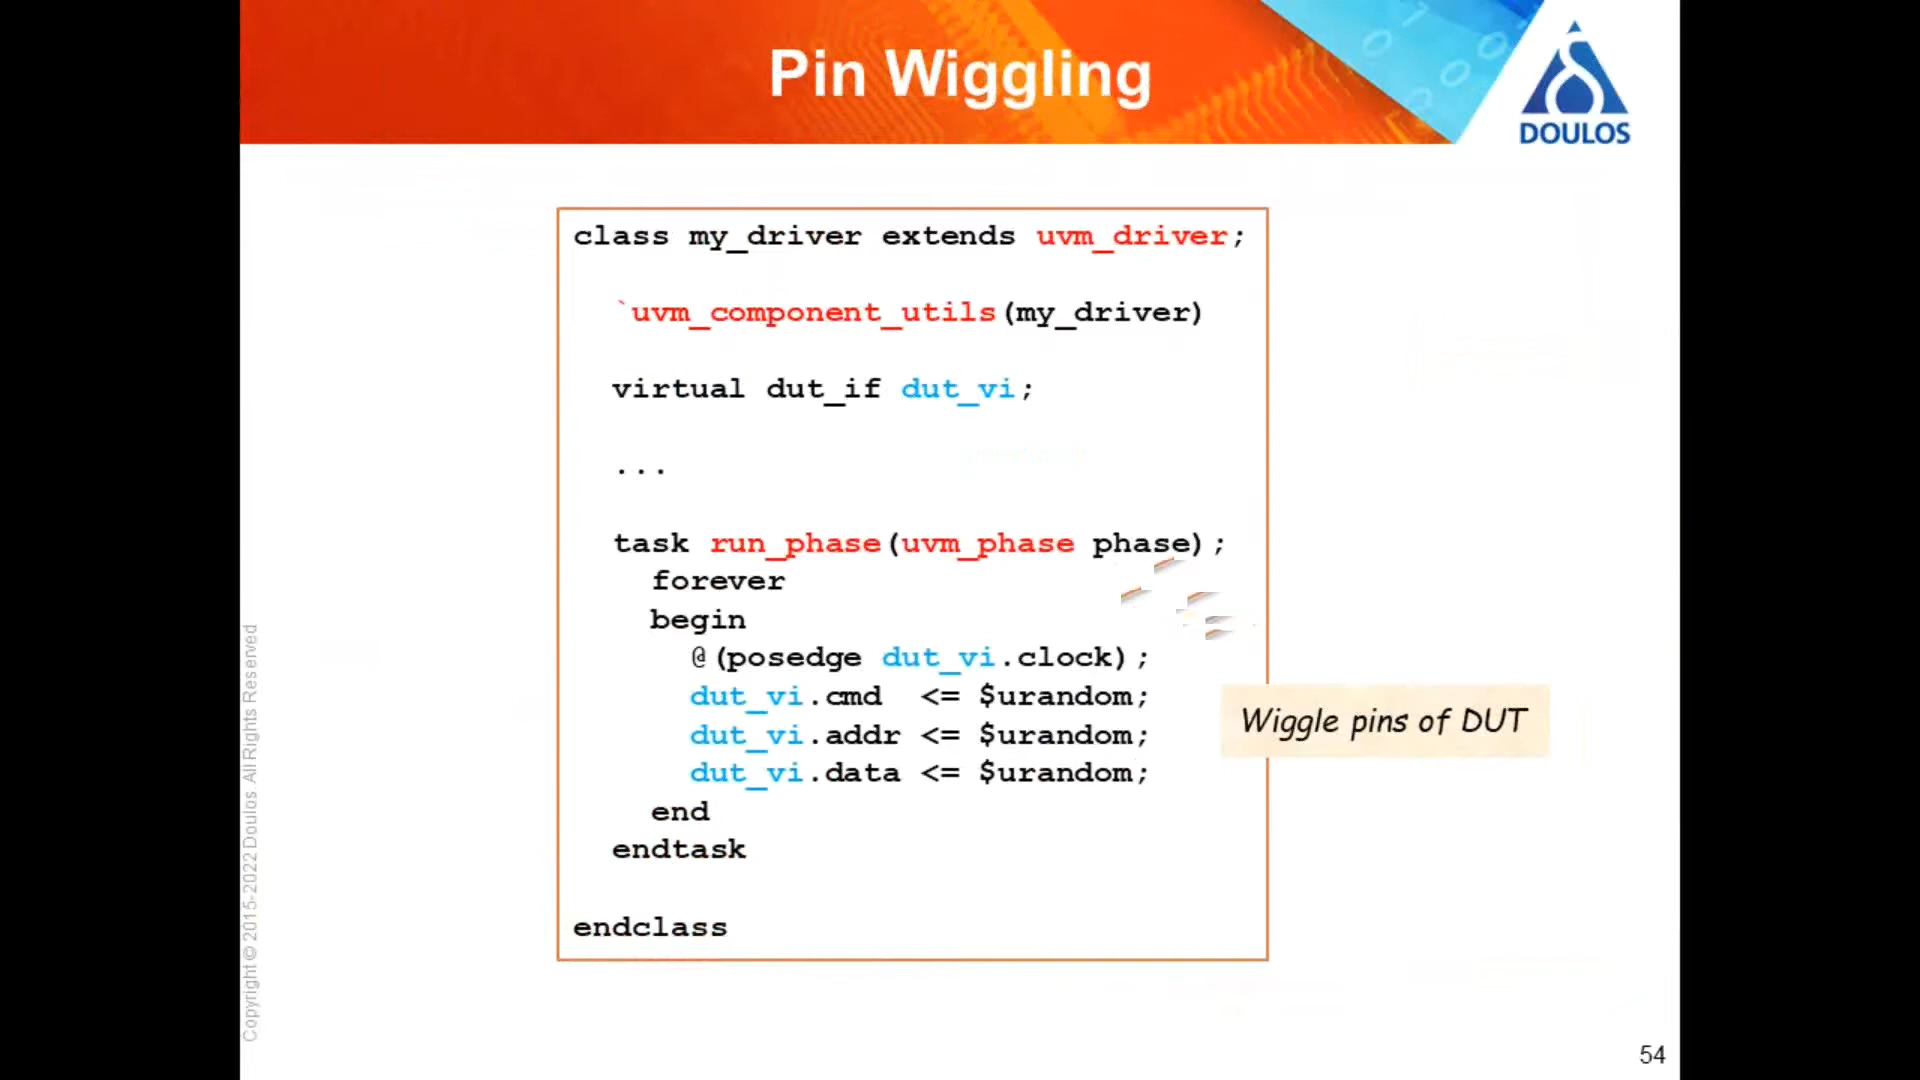 Pin Wiggling
DOULOS
class my_driver extends uvm_driver;
`uvm_component_utils(my_driver)
virtual dut_if dut_vi;
...
task run_phase(uvm_phase phase);
forever
begin
@(posedge dut_vi.clock);
dut_vi.cmd  <= $urandom;
dut_vi.addr <= $urandom;
dut_vi.data <= $urandom;
end
endtask
endclass
Wiggle pins of DUT
Copyright © 2015-2022 Doulos All Rights Reserved
54